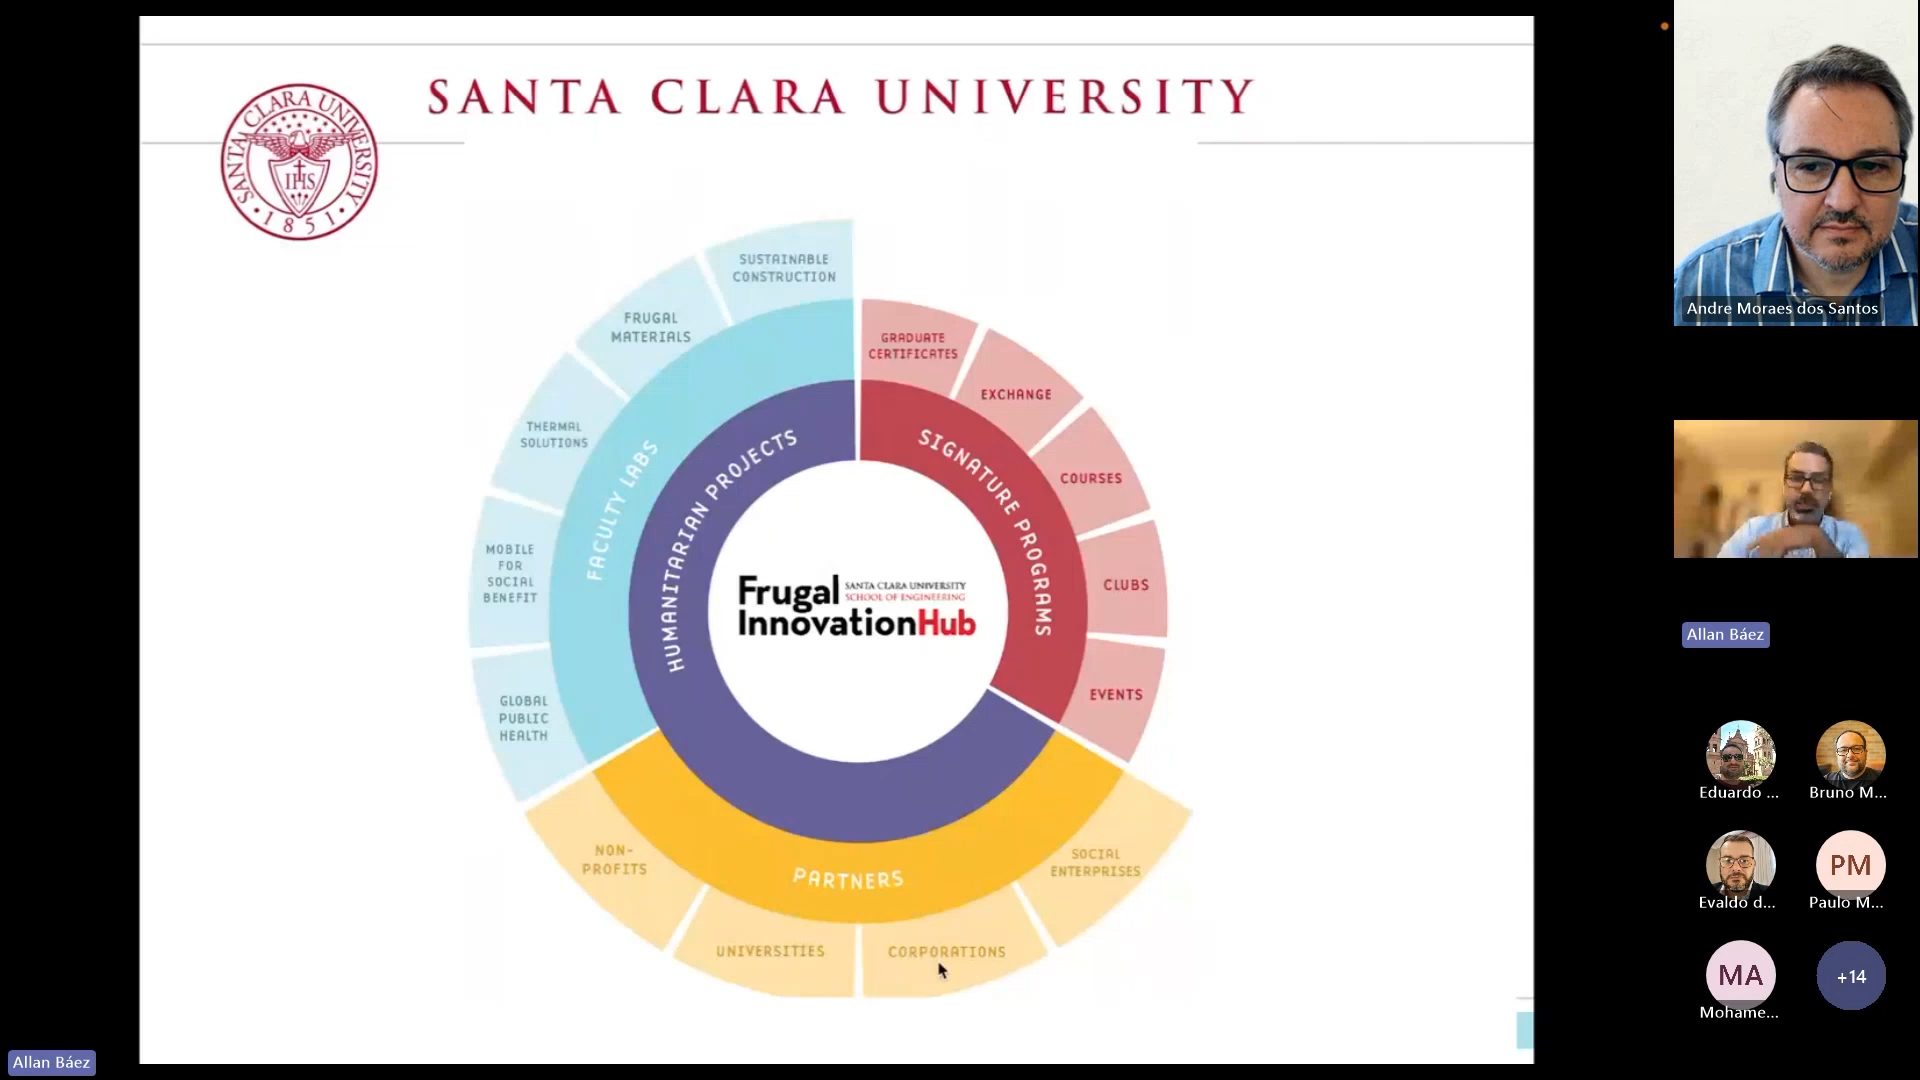 SANTA CLARA UNIVERSITY
SANTA CLARA UNIVERSITY
· 1851 ·
IHS
SUSTAINABLE
CONSTRUCTION
FRUGAL
MATERIALS
THERMAL
SOLUTIONS
MOBILE
FOR
SOCIAL
BENEFIT
GLOBAL
PUBLIC
HEALTH
FACULTY LABS
HUMANITARIAN PROJECTS
SIGNATURE PROGRAMS
GRADUATE
CERTIFICATES
EXCHANGE
COURSES
CLUBS
EVENTS
Frugal
SANTA CLARA UNIVERSITY
SCHOOL OF ENGINEERING
InnovationHub
PARTNERS
NON-
PROFITS
UNIVERSITIES
CORPORATIONS
SOCIAL
ENTERPRISES
Andre Moraes dos Santos
Allan Báez
Eduardo ...
Bruno M...
Evaldo d...
PM
Paulo M...
MA
Mohame...
+14
Allan Báez